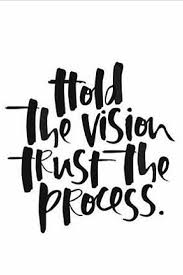 Hold
the vision
trust the
process.